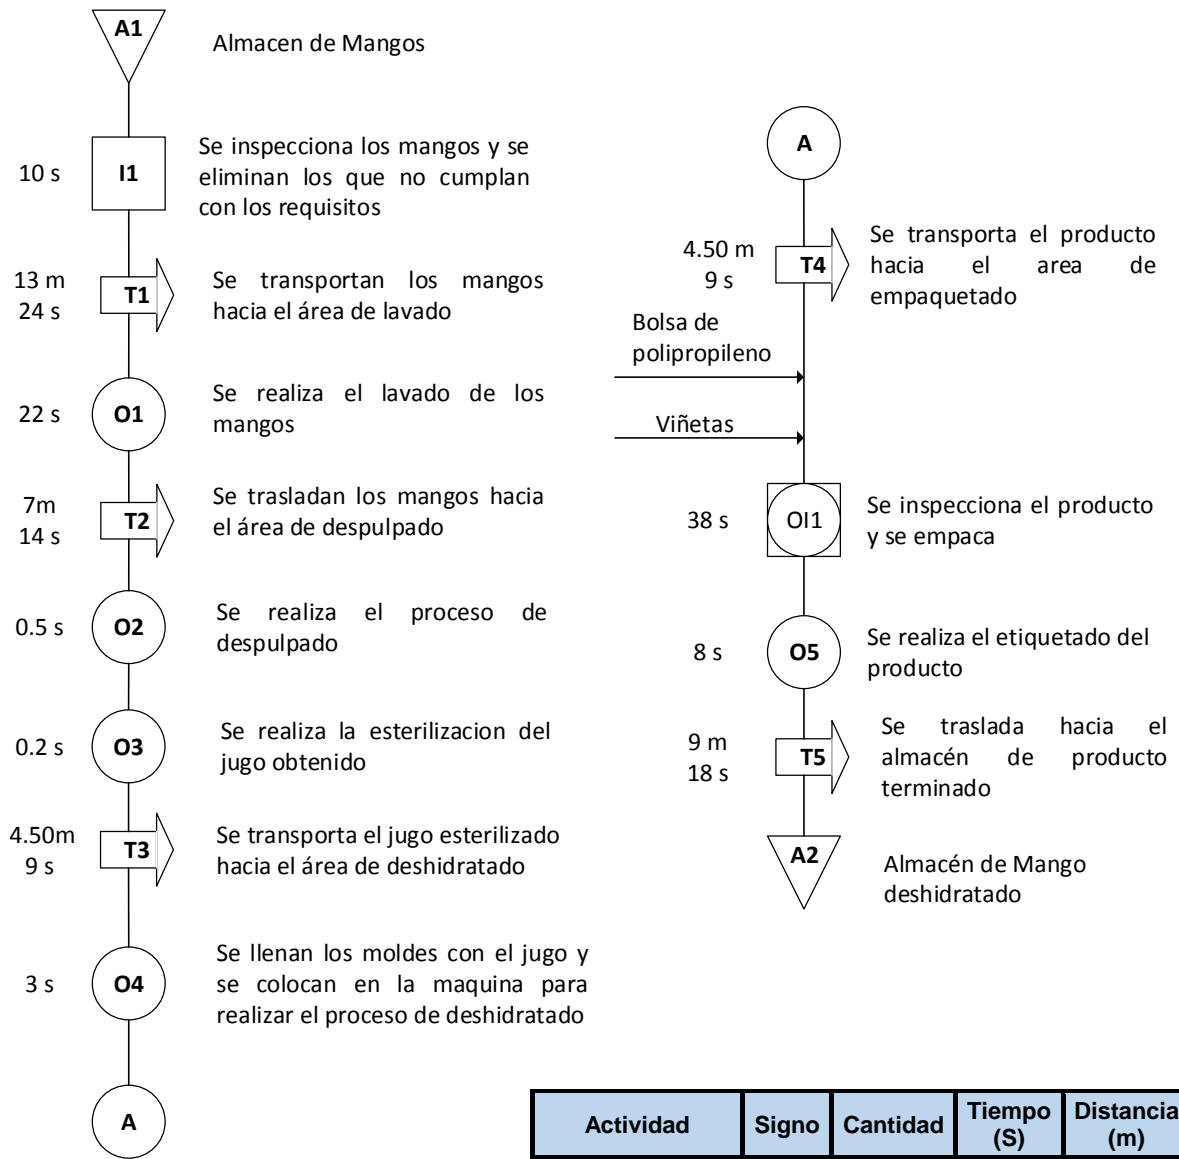 A1
Almacen de Mangos
10 s
I1
Se inspecciona los mangos y se
eliminan los que no cumplan
con los requisitos
13 m
24 s
T1
Se transportan los mangos
hacia el área de lavado
22 s
O1
Se realiza el lavado de los
mangos
7m
14 s
T2
Se trasladan los mangos hacia
el área de despulpado
0.5 s
O2
Se realiza el proceso de
despulpado
0.2 s
O3
Se realiza la esterilizacion del
jugo obtenido
4.50m
9 s
T3
Se transporta el jugo esterilizado
hacia el área de deshidratado
3 s
O4
Se llenan los moldes con el jugo y
se colocan en la maquina para
realizar el proceso de deshidratado
A
A
4.50 m
9 s
T4
Se transporta el producto
hacia el area de
empaquetado
Bolsa de
polipropileno
Viñetas
38 s
OI1
Se inspecciona el producto
y se empaca
8 s
O5
Se realiza el etiquetado del
producto
9 m
18 s
T5
Se traslada hacia el
almacén de producto
terminado
A2
Almacén de Mango
deshidratado
Actividad Signo Cantidad Tiempo (S) Distancia (m)